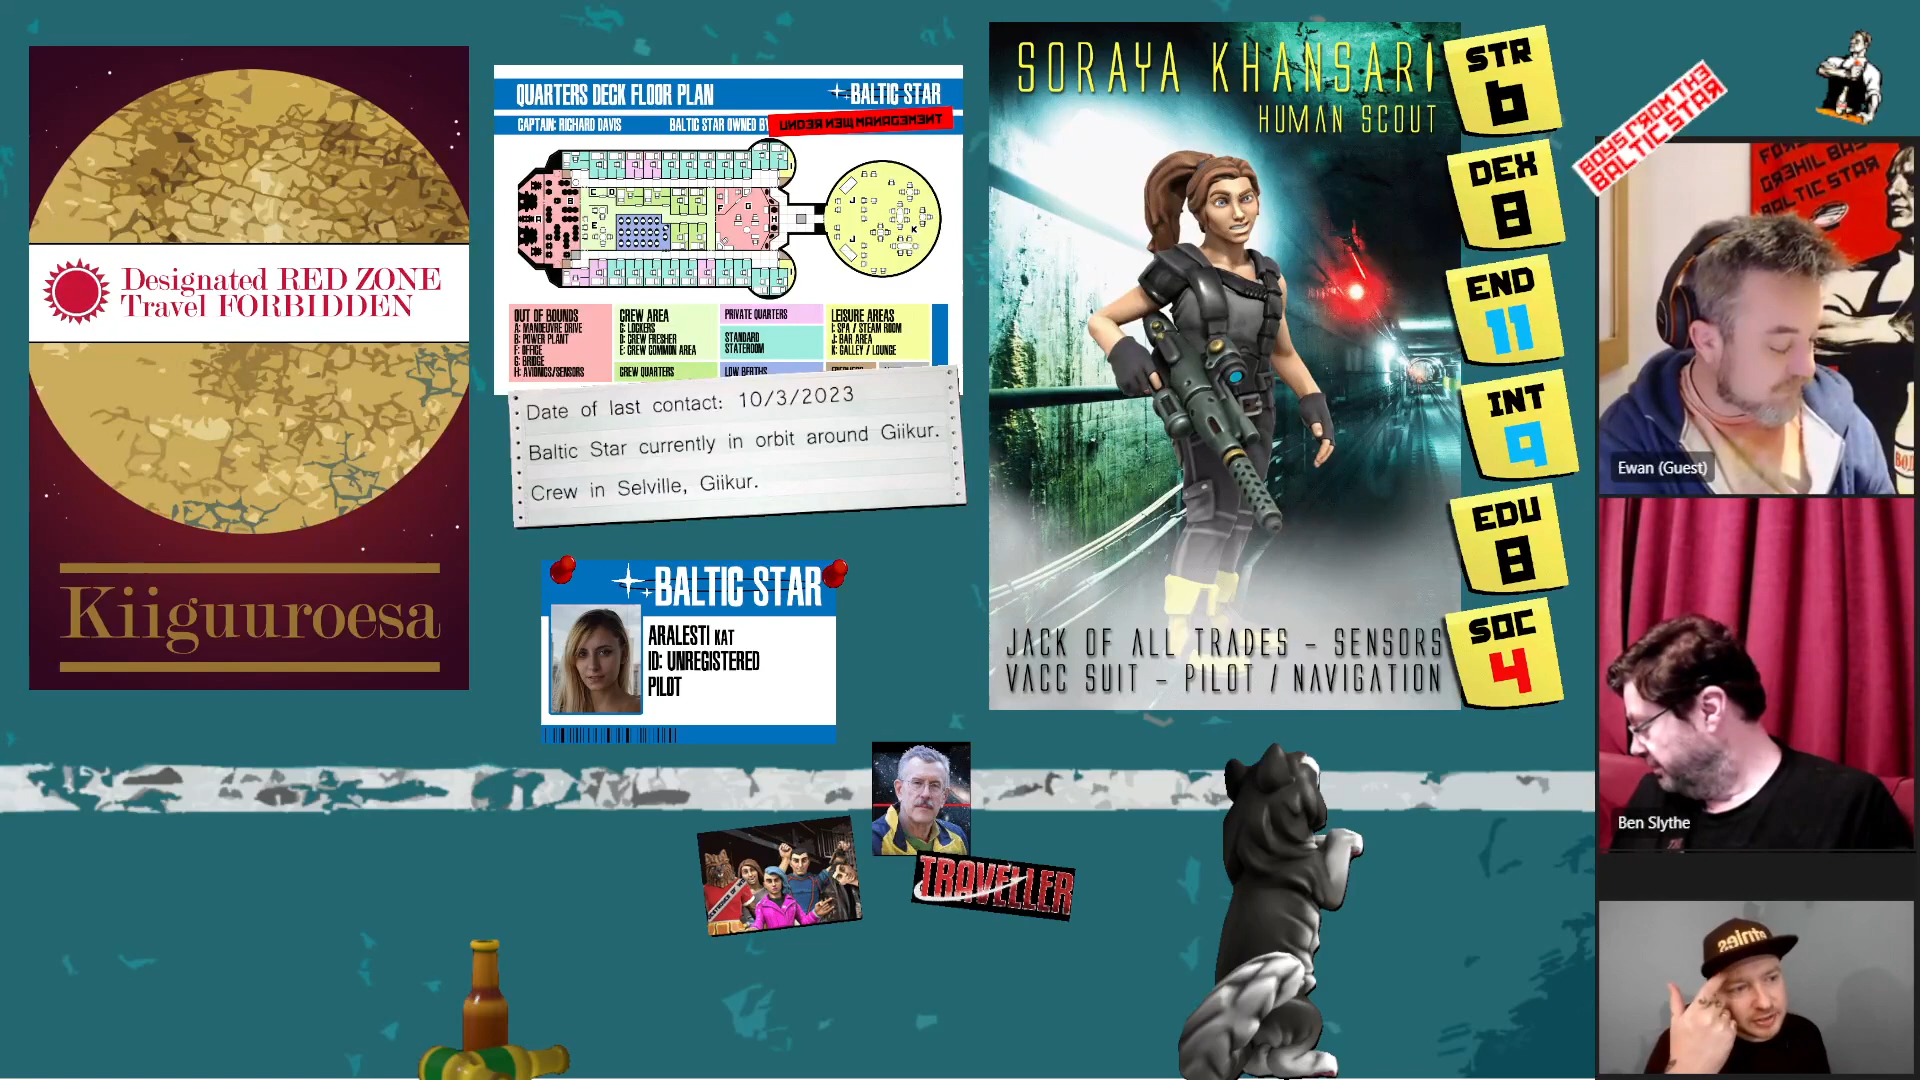 Designated RED ZONE
Travel FORBIDDEN
Kiiguuroesa
QUARTERS DECK FLOOR PLAN
BALTIC STAR
CAPTAIN: RICHARD DAVIS
BALTIC STAR OWNED BY
UNDER NEW MANAGEMENT
A
B
C
D
E
F
G
H
J
J
K
OUT OF BOUNDS
A: MANOEUVRE DRIVE
B: POWER PLANT
F: OFFICE
G: BRIDGE
H: AVIONICS/SENSORS
CREW AREA
C: LOCKERS
D: CREW FRESHER
E: CREW COMMON AREA
CREW QUARTERS
PRIVATE QUARTERS
STANDARD
STATEROOM
LOW BERTHS
LEISURE AREAS
I: SPA / STEAM ROOM
J: BAR AREA
K: GALLEY / LOUNGE
Date of last contact: 10/3/2023
Baltic Star currently in orbit around Giikur.
Crew in Selville, Giikur.
BALTIC STAR
ARALESTI KAT
ID: UNREGISTERED
PILOT
TRAVELLER
SORAYA KHANSARI
HUMAN SCOUT
JACK OF ALL TRADES - SENSORS
VACC SUIT - PILOT / NAVIGATION
STR
6
DEX
8
END
11
INT
9
EDU
8
SOC
4
BOYS FROM THE
BALTIC STAR
BALTIC STAR
Ewan (Guest)
Ben Slythe